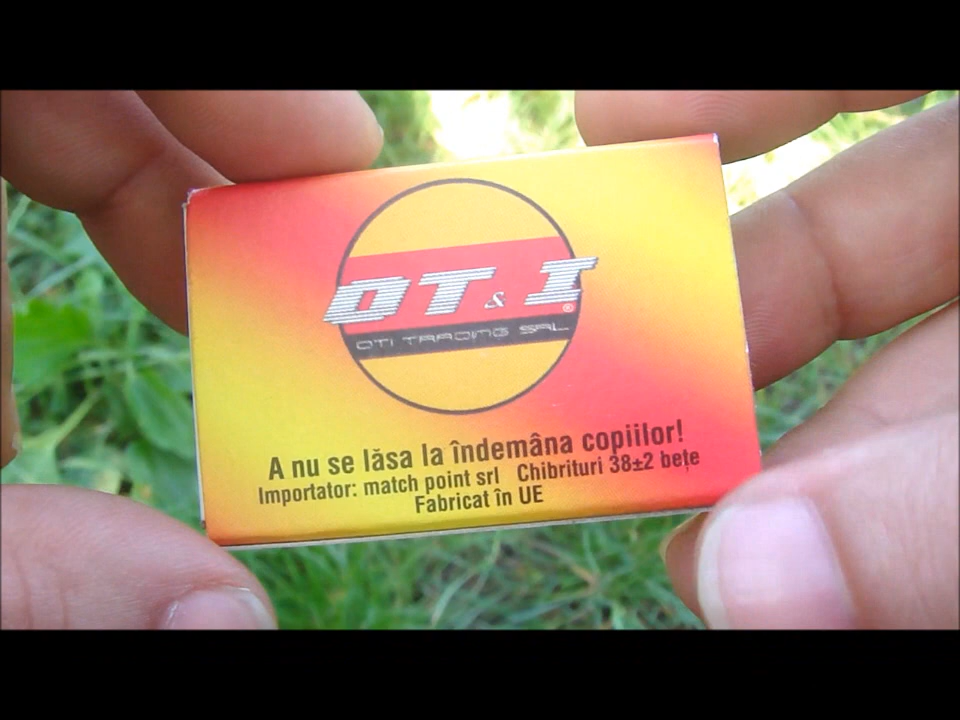 OT & I ®
OTI TRADING SRL
A nu se lăsa la îndemâna copiilor!
Importator: match point srl Chibrituri 38±2 bețe
Fabricat în UE